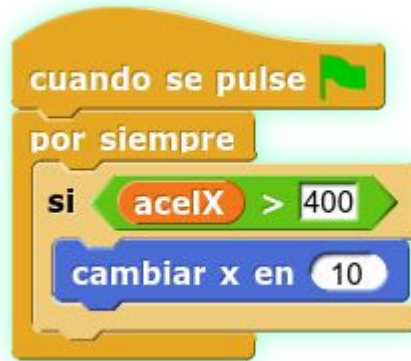 cuando se pulse
por siempre
si acelX > 400
cambiar x en 10